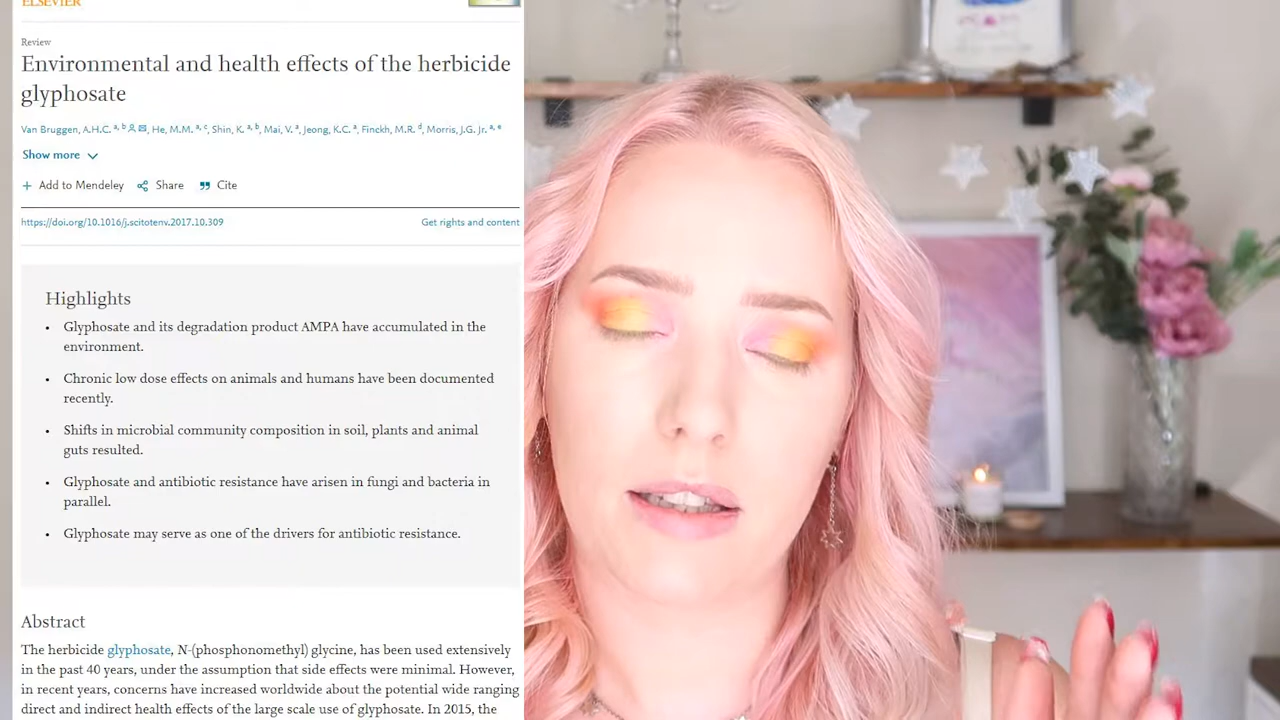 ELSEVIER
Review
Environmental and health effects of the herbicide
glyphosate
Van Bruggen, A.H.C. a, b, He, M.M. a, c, Shin, K. a, b, Mai, V. a, Jeong, K.C. a, Finckh, M.R. d, Morris, J.G. Jr. a, e
Show more
+ Add to Mendeley Share Cite
https://doi.org/10.1016/j.scitotenv.2017.10.309 Get rights and content
Highlights
• Glyphosate and its degradation product AMPA have accumulated in the
environment.
• Chronic low dose effects on animals and humans have been documented
recently.
• Shifts in microbial community composition in soil, plants and animal
guts resulted.
• Glyphosate and antibiotic resistance have arisen in fungi and bacteria in
parallel.
• Glyphosate may serve as one of the drivers for antibiotic resistance.
Abstract
The herbicide glyphosate, N-(phosphonomethyl) glycine, has been used extensively
in the past 40 years, under the assumption that side effects were minimal. However,
in recent years, concerns have increased worldwide about the potential wide ranging
direct and indirect health effects of the large scale use of glyphosate. In 2015, the